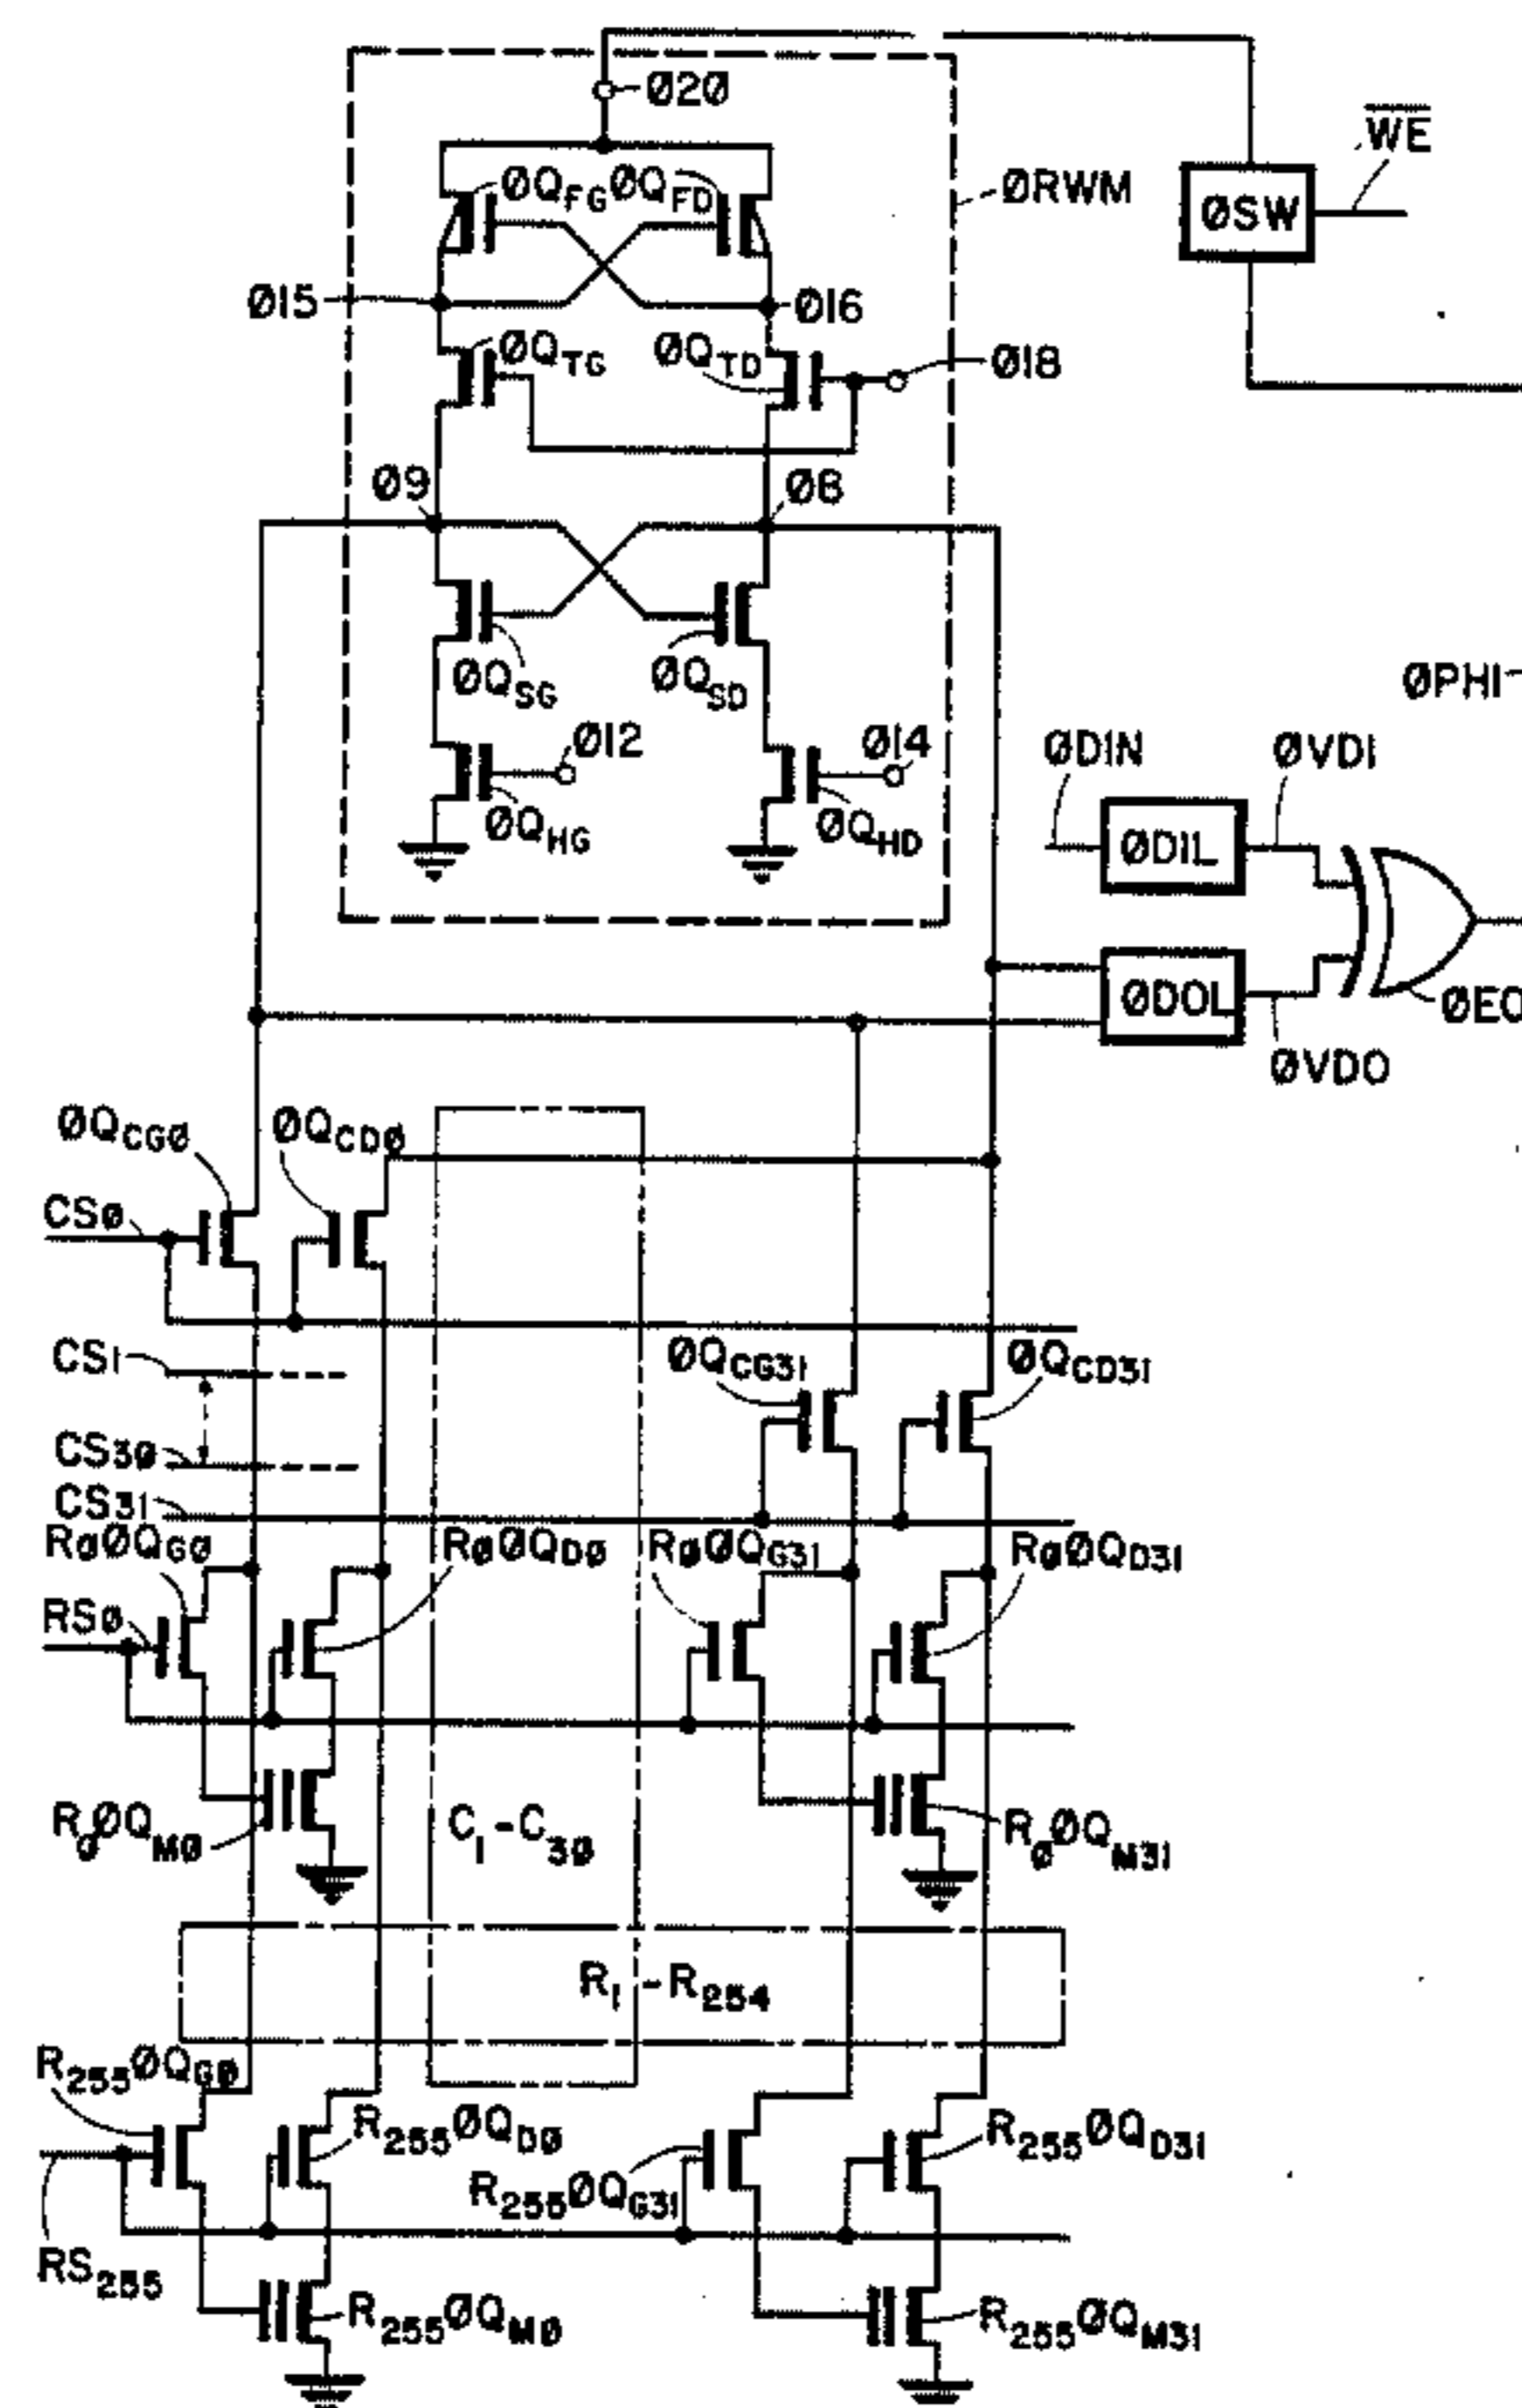 Ø20
WE
ØQFG ØQFD
ØRWM
ØSW
Ø15
Ø16
ØQTG
ØQTD
Ø18
Ø9
Ø8
ØQSG
ØQSD
ØPHI
Ø12
Ø14
ØDIN
ØVDI
ØQHG
ØQHD
ØDIL
ØDOL
ØEO
ØVDO
ØQCGØ
ØQCDØ
CSØ
CS1
ØQCG31
ØQCD31
CS3Ø
CS31
RØØQGØ
RØØQDØ
RØØQG31
RØØQD31
RSØ
RØØQMØ
C1-C3Ø
RØØQM31
R1-R254
R255ØQGØ
R255ØQDØ
R255ØQD31
R255ØQG31
RS255
R255ØQMØ
R255ØQM31